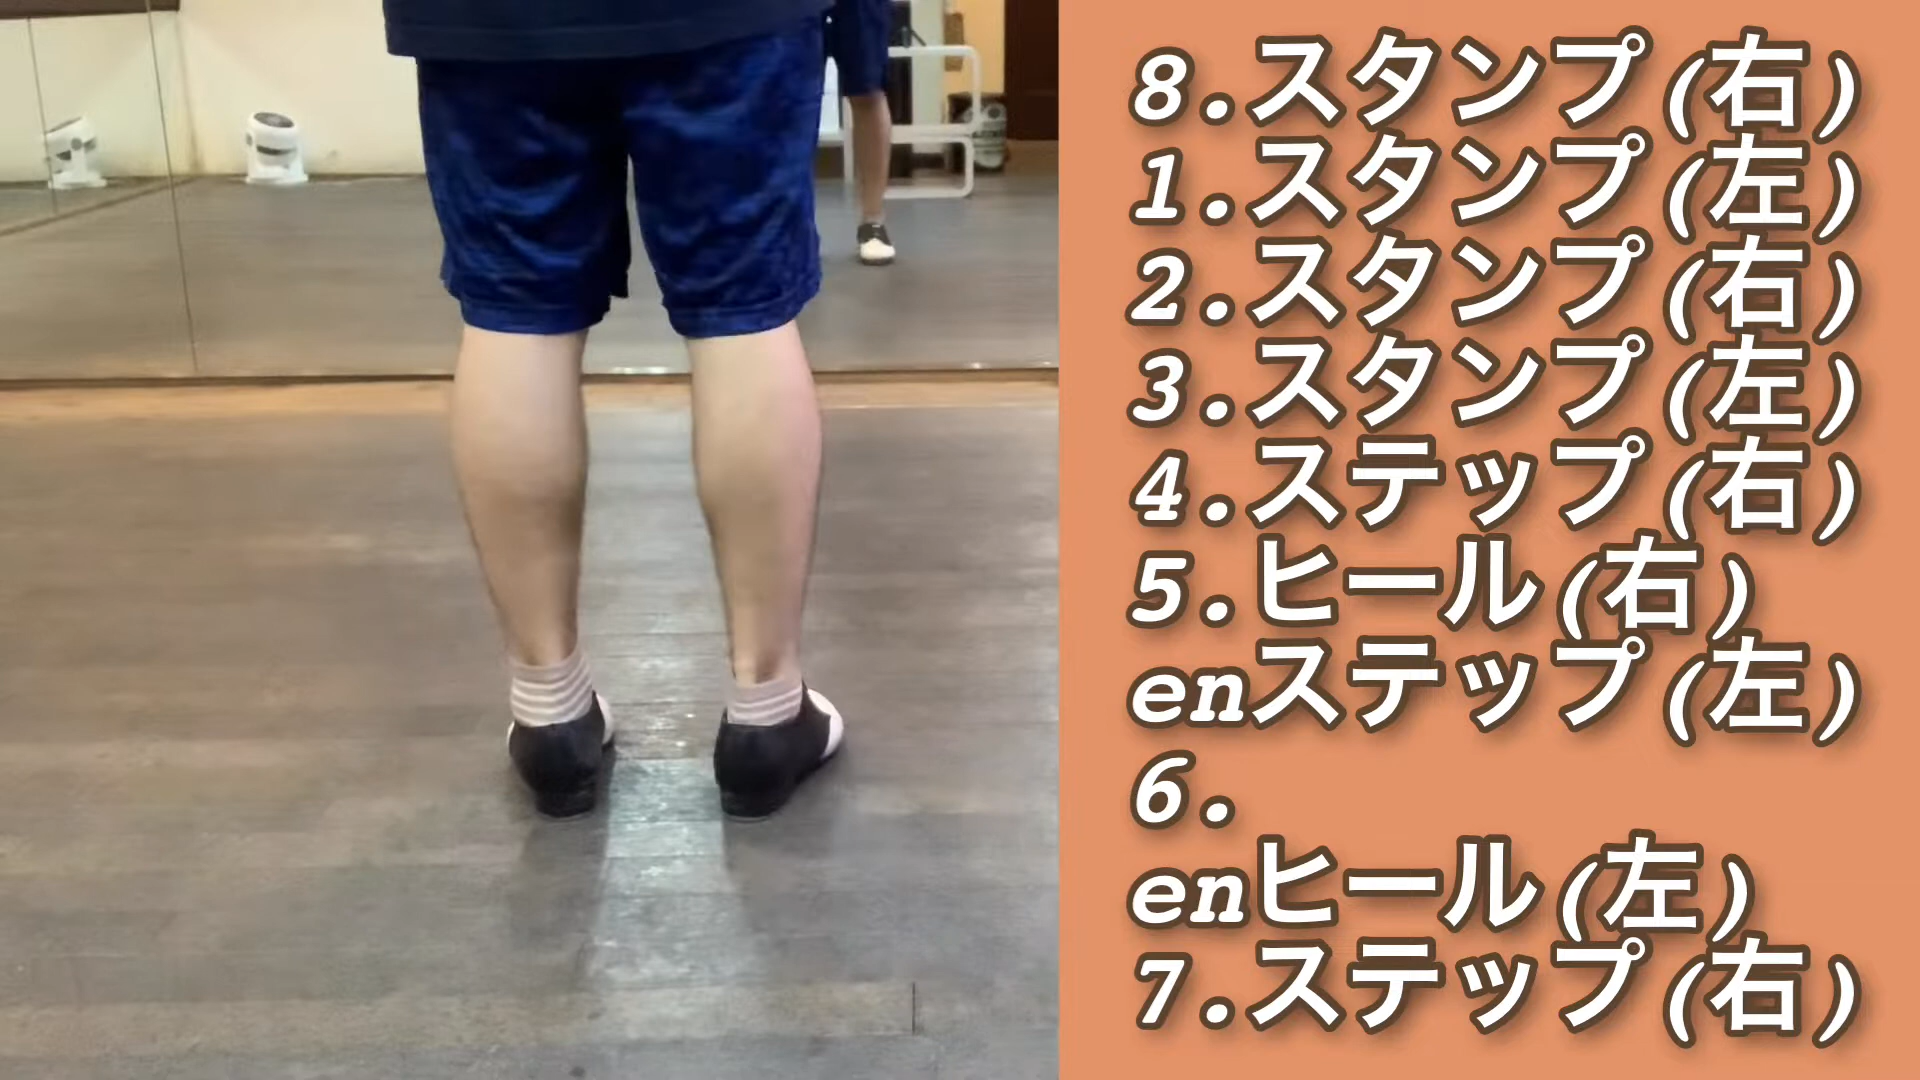 8.スタンプ(右)
1.スタンプ(左)
2.スタンプ(右)
3.スタンプ(左)
4.ステップ(右)
5.ヒール(右)
enステップ(左)
6.
enヒール(左)
7.ステップ(右)